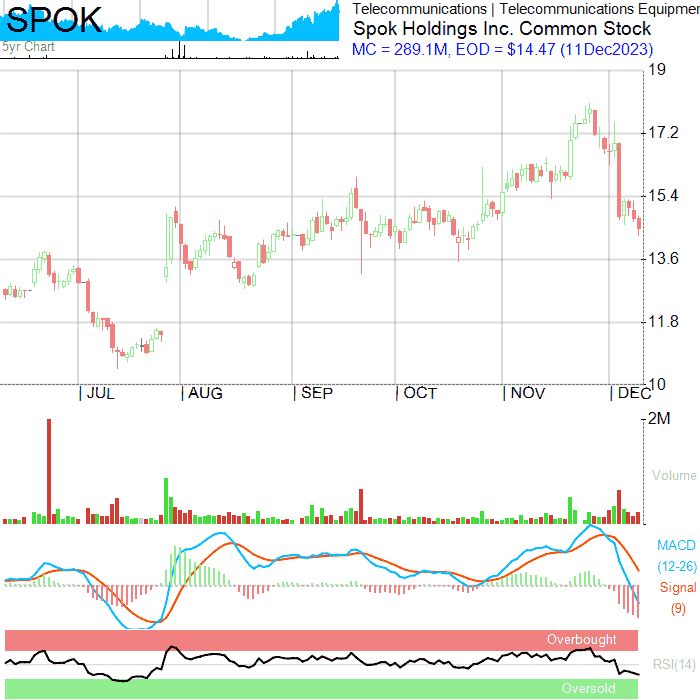 SPOK
5yr Chart
Telecommunications | Telecommunications Equipmen
Spok Holdings Inc. Common Stock
MC = 289.1M, EOD = $14.47 (11Dec2023)
19
17.2
15.4
13.6
11.8
10
JUL AUG SEP OCT NOV DEC
2M
Volume
MACD
(12-26)
Signal
(9)
Overbought
RSI(14)
Oversold